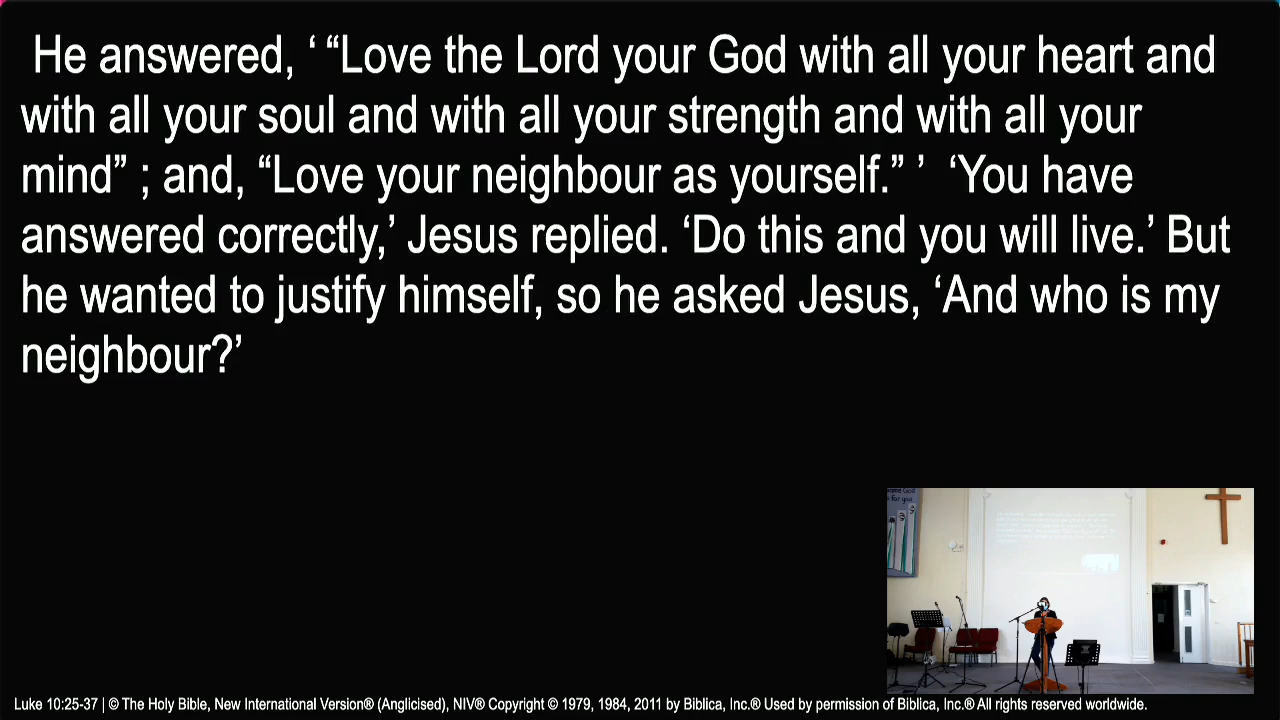 He answered, ‘ “Love the Lord your God with all your heart and
with all your soul and with all your strength and with all your
mind” ; and, “Love your neighbour as yourself.” ’ ‘You have
answered correctly,’ Jesus replied. ‘Do this and you will live.’ But
he wanted to justify himself, so he asked Jesus, ‘And who is my
neighbour?’
for you
Luke 10:25-37 | © The Holy Bible, New International Version® (Anglicised), NIV® Copyright © 1979, 1984, 2011 by Biblica, Inc.® Used by permission of Biblica, Inc.® All rights reserved worldwide.